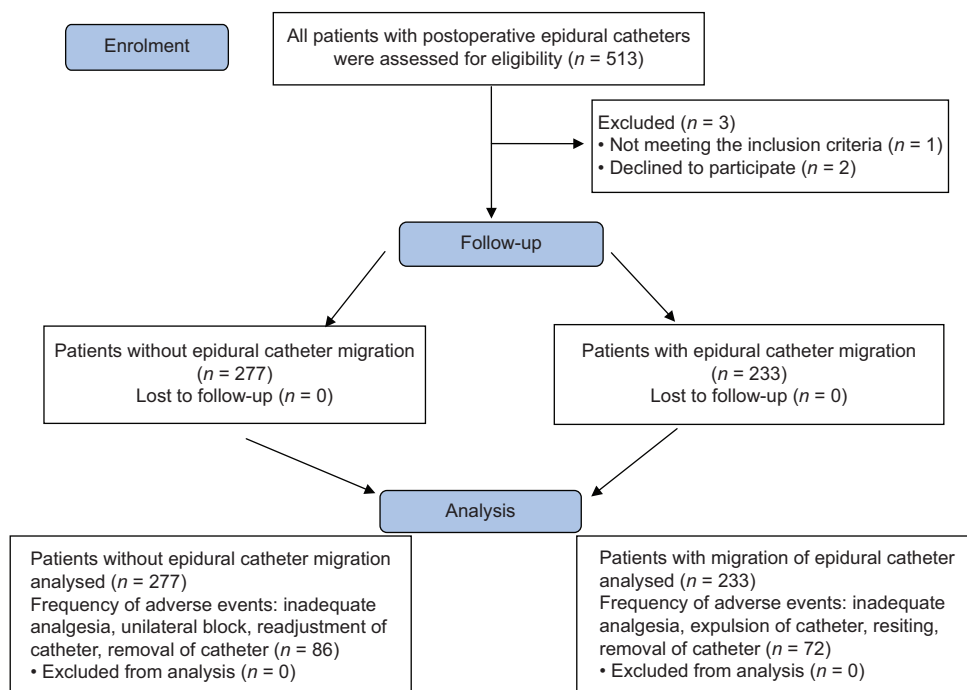 Enrolment
All patients with postoperative epidural catheters
were assessed for eligibility (n = 513)
Excluded (n = 3)
• Not meeting the inclusion criteria (n = 1)
• Declined to participate (n = 2)
Follow-up
Patients without epidural catheter migration
(n = 277)
Lost to follow-up (n = 0)
Patients with epidural catheter migration
(n = 233)
Lost to follow-up (n = 0)
Analysis
Patients without epidural catheter migration
analysed (n = 277)
Frequency of adverse events: inadequate
analgesia, unilateral block, readjustment of
catheter, removal of catheter (n = 86)
• Excluded from analysis (n = 0)
Patients with migration of epidural catheter
analysed (n = 233)
Frequency of adverse events: inadequate
analgesia, expulsion of catheter, resiting,
removal of catheter (n = 72)
• Excluded from analysis (n = 0)